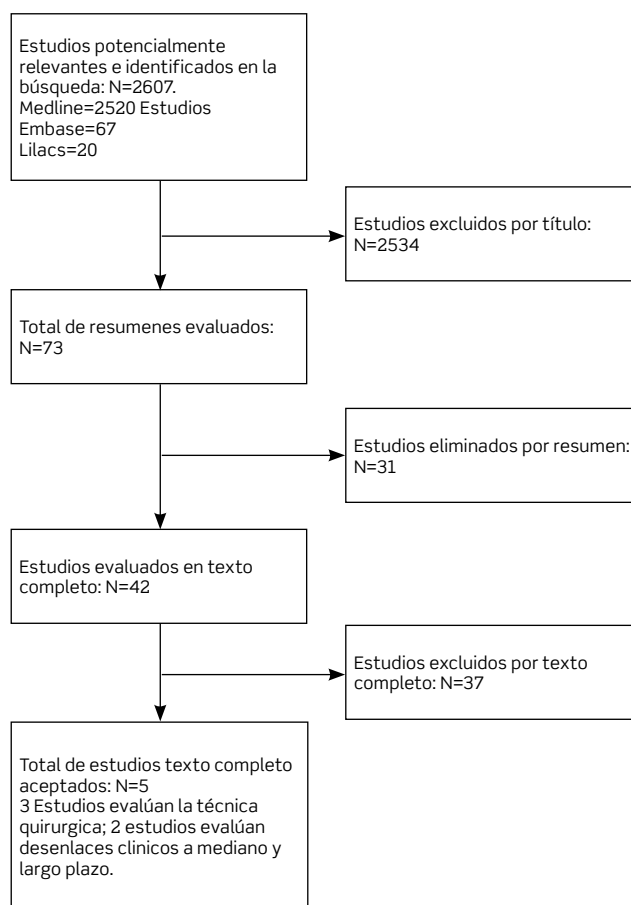 Estudios potencialmente
relevantes e identificados en la
búsqueda: N=2607.
Medline=2520 Estudios
Embase=67
Lilacs=20
Estudios excluidos por título:
N=2534
Total de resumenes evaluados:
N=73
Estudios eliminados por resumen:
N=31
Estudios evaluados en texto
completo: N=42
Estudios excluidos por texto
completo: N=37
Total de estudios texto completo
aceptados: N=5
3 Estudios evalúan la técnica
quirurgica; 2 estudios evalúan
desenlaces clinicos a mediano y
largo plazo.